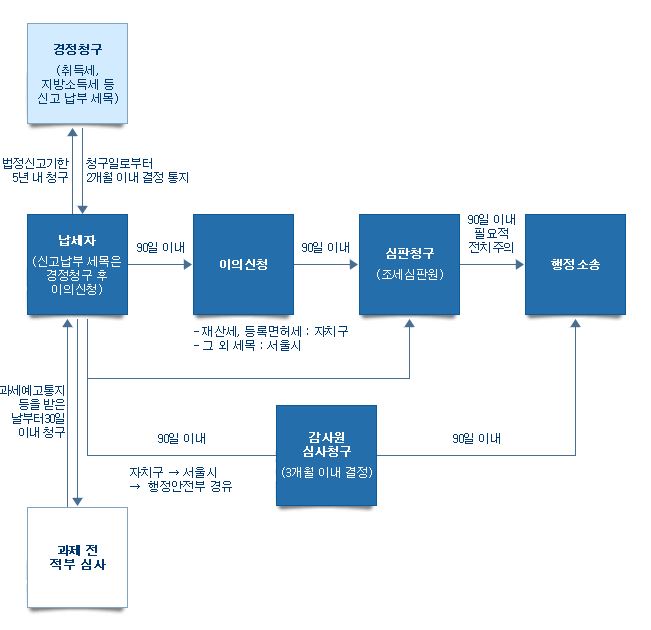 경정청구
(취득세,
지방소득세 등
신고 납부 세목)
법정신고기한
5년 내 청구
청구일로부터
2개월 이내 결정 통지
납세자
(신고납부 세목은
경정청구 후
이의신청)
90일 이내
이의신청
90일 이내
심판청구
(조세심판원)
90일 이내
필요적
전치주의
행정소송
- 재산세, 등록면허세 : 자치구
- 그 외 세목 : 서울시
과세예고통지
등을 받은
날부터30일
이내 청구
90일 이내
자치구 → 서울시
→ 행정안전부 경유
감사원
심사청구
(3개월 이내 결정)
90일 이내
과제 전
적부 심사